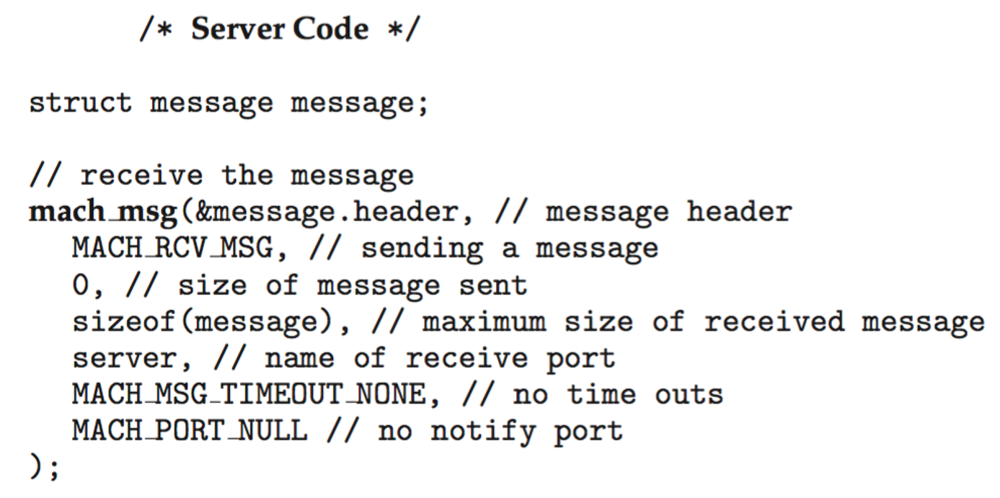 /* Server Code */
struct message message;
// receive the message
mach_msg(&message.header, // message header
MACH_RCV_MSG, // sending a message
0, // size of message sent
sizeof(message), // maximum size of received message
server, // name of receive port
MACH_MSG_TIMEOUT_NONE, // no time outs
MACH_PORT_NULL // no notify port
);